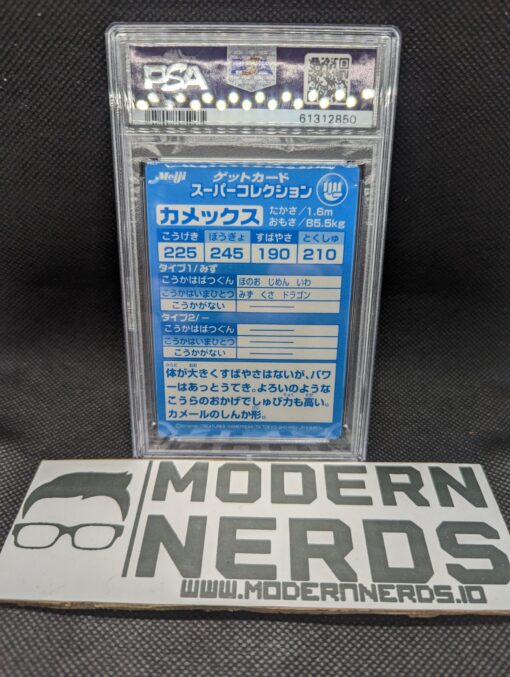 PSA
PSA
61312850
Meiji
ゲットカード
スーパーコレクション
カメックス
たかさ/1.6m
おもさ/85.5kg
こうげき ぼうぎょ すばやさ とくしゅ
225 245 190 210
タイプ1/みず
こうかはばつぐん ほのお じめん いわ
こうかはいまひとつ みず くさ ドラゴン
こうかがない
タイプ2/ー
こうかはばつぐん
こうかはいまひとつ
こうかがない
体が大きくすばやさはないが、パワ
ーはあっとうてき。よろいのような
こうらのおかげでしゅび力も高い。
カメールのしんか形。
MODERN
NERDS
WWW.MODERNNERDS.IO